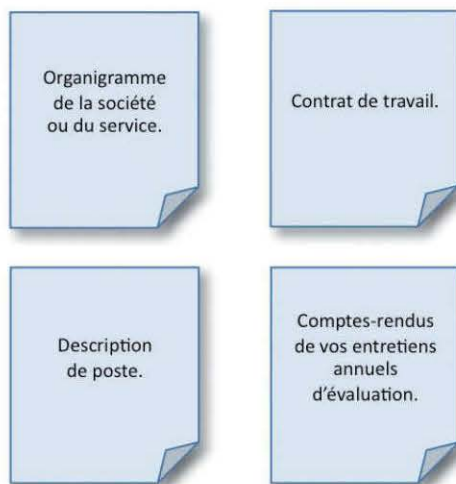 Organigramme
de la société
ou du service.
Contrat de travail.
Description
de poste.
Comptes-rendus
de vos entretiens
annuels
d'évaluation.